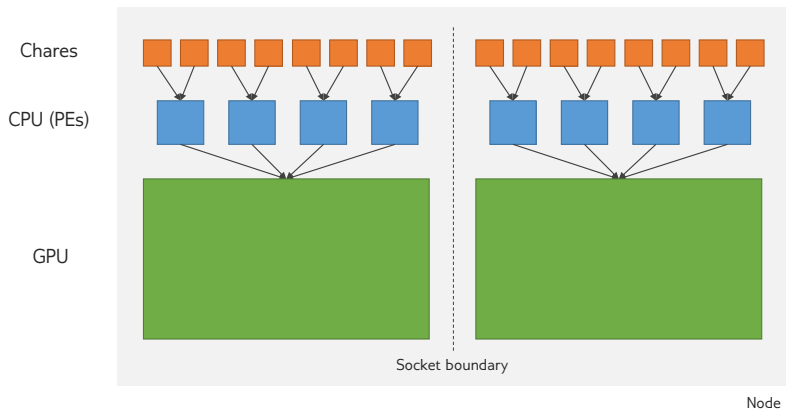 Chares
CPU (PEs)
GPU
Socket boundary
Node